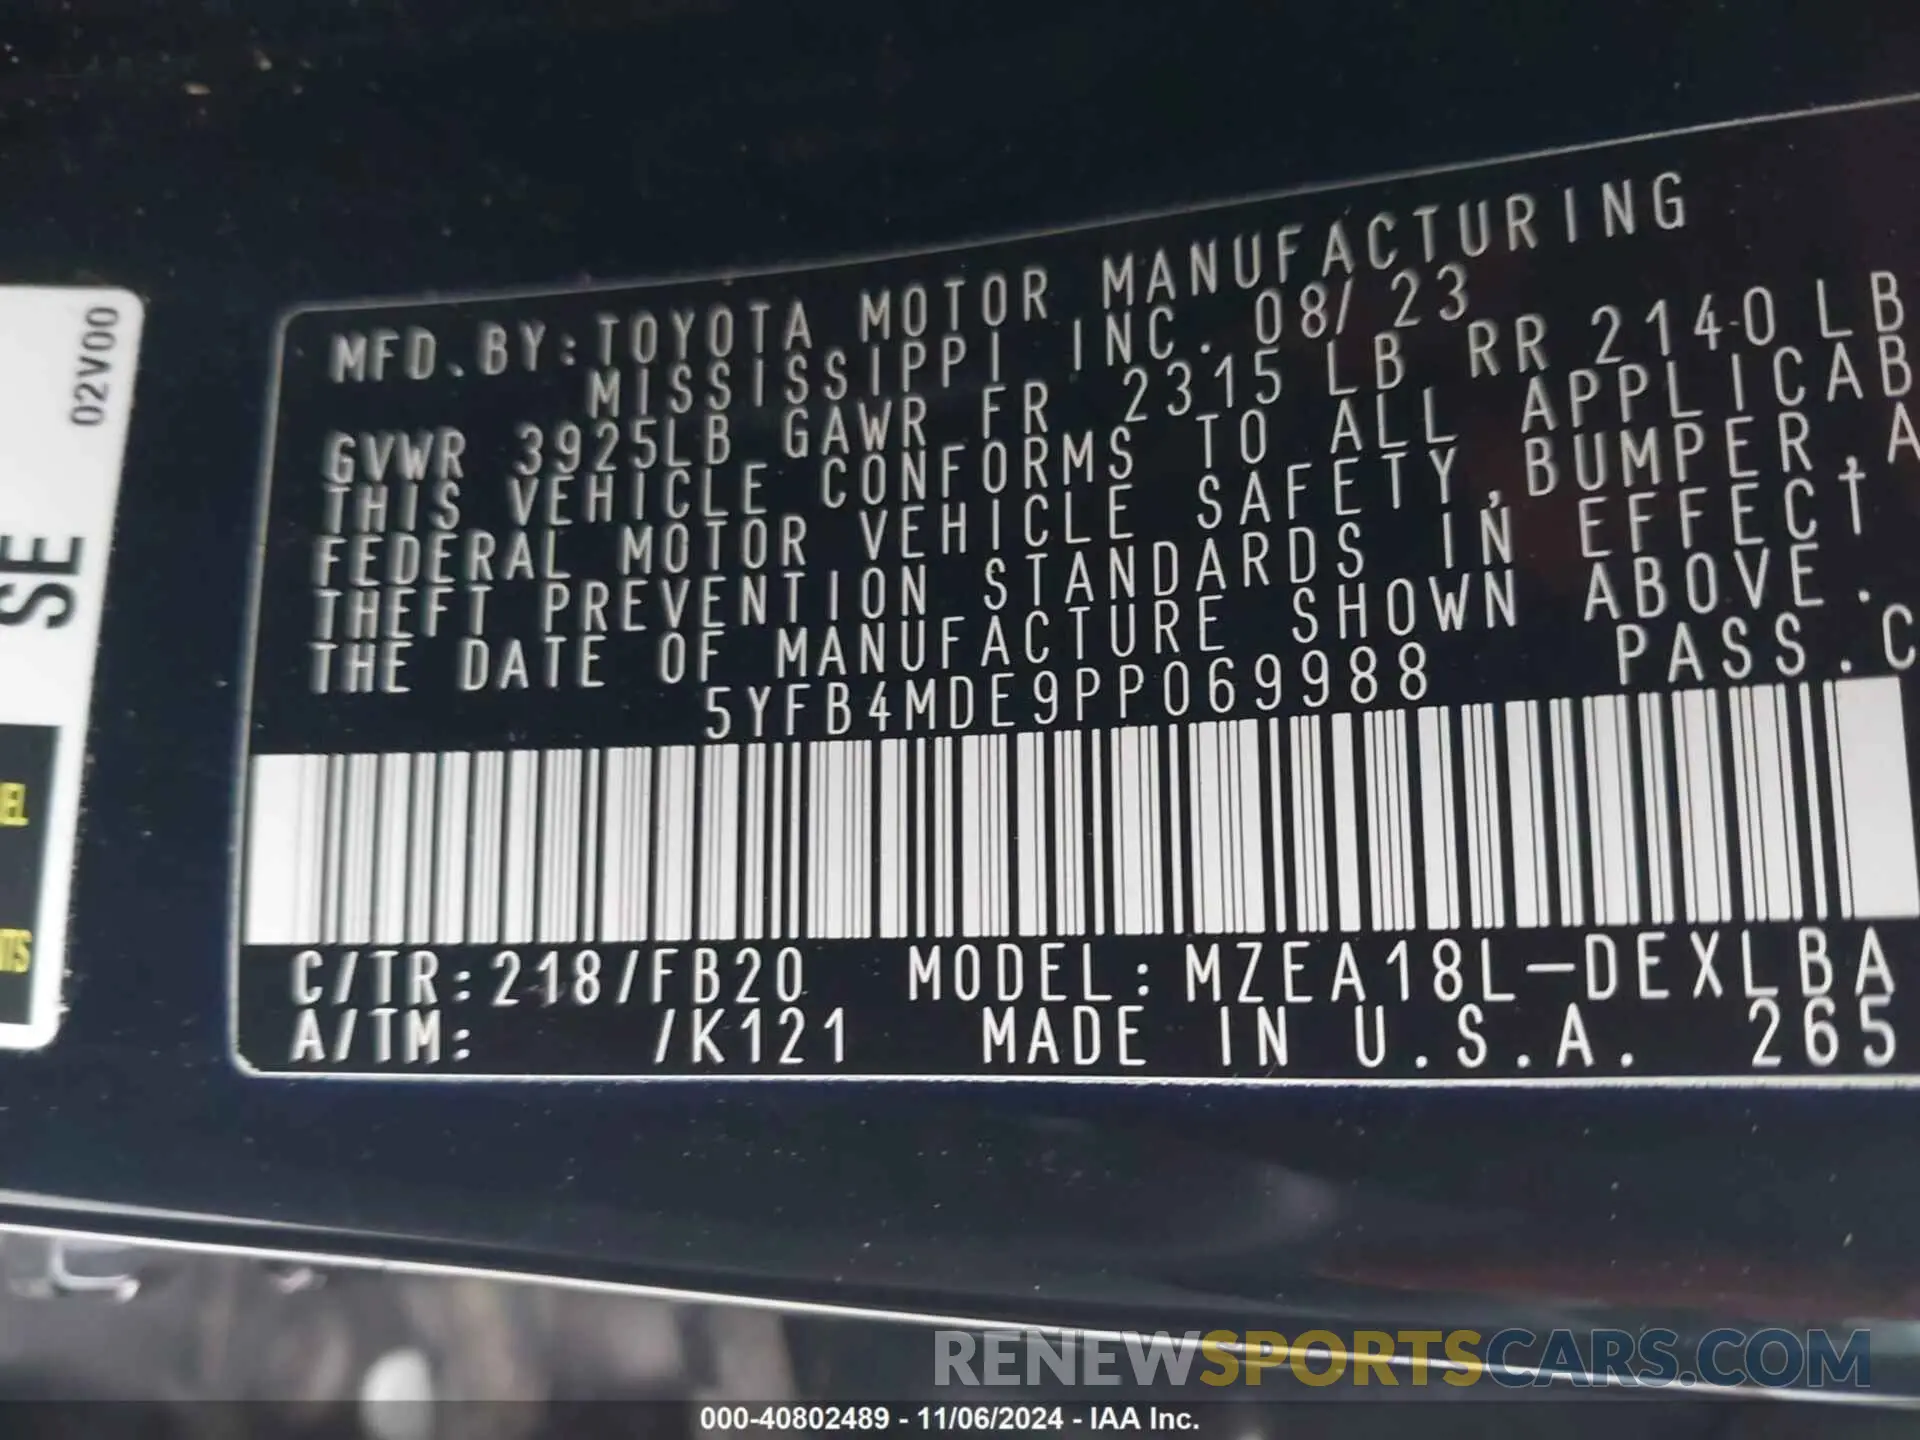 MFD.BY:TOYOTA MOTOR MANUFACTURING
MISSISSIPPI INC. 08/23
GVWR 3925LB GAWR FR 2315 LB RR 2140 LB
THIS VEHICLE CONFORMS TO ALL APPLICAB
FEDERAL MOTOR VEHICLE SAFETY,BUMPER,A
THEFT PREVENTION STANDARDS IN EFFECT
THE DATE OF MANUFACTURE SHOWN ABOVE.
5YFB4MDE9PP069988 PASS.C
C/TR:218/FB20 MODEL:MZEA18L-DEXLBA
A/TM: /K121 MADE IN U.S.A. 265
02V00
SE
RENEWSPORTSCARS.COM
000-40802489 - 11/06/2024 - IAA Inc.